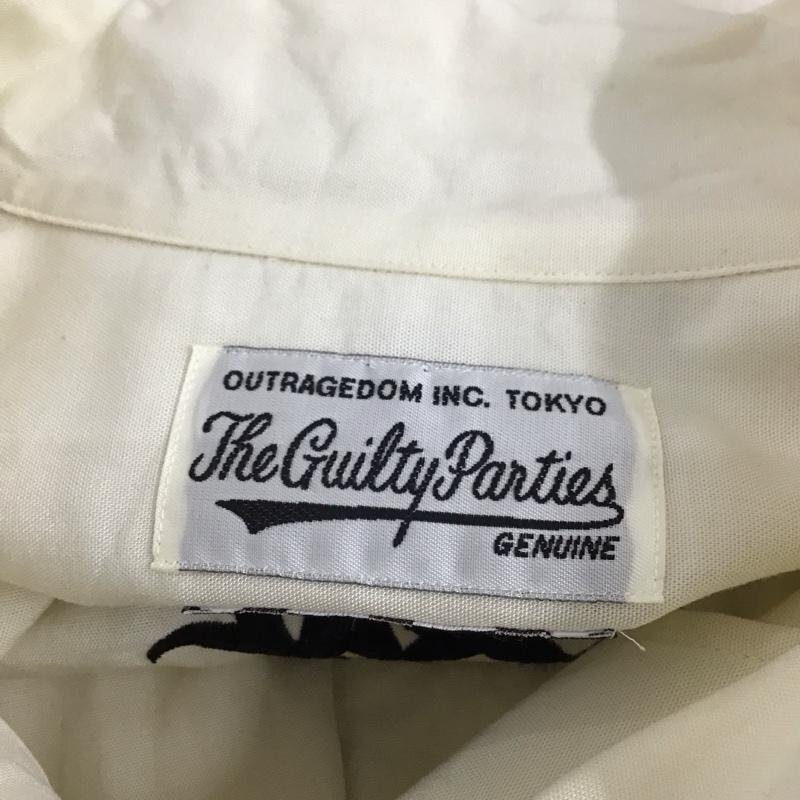 OUTRAGEDOM INC. TOKYO
The Guilty Parties
GENUINE